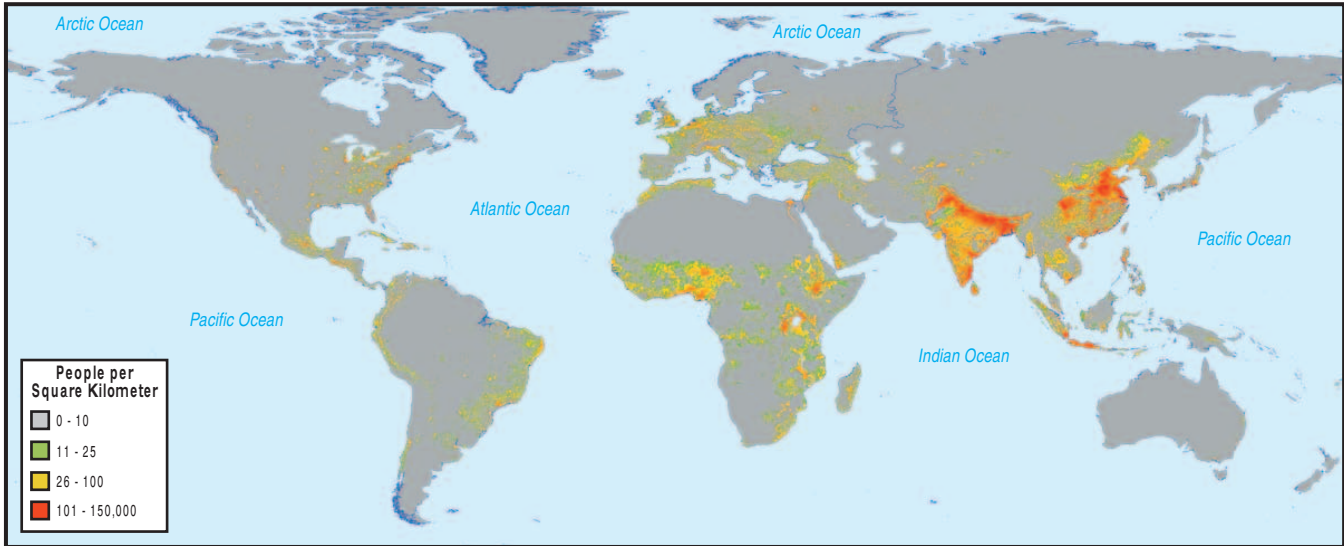 Arctic Ocean
Arctic Ocean
Atlantic Ocean
Pacific Ocean
Pacific Ocean
Indian Ocean
People per
Square Kilometer
0 - 10
11 - 25
26 - 100
101 - 150,000